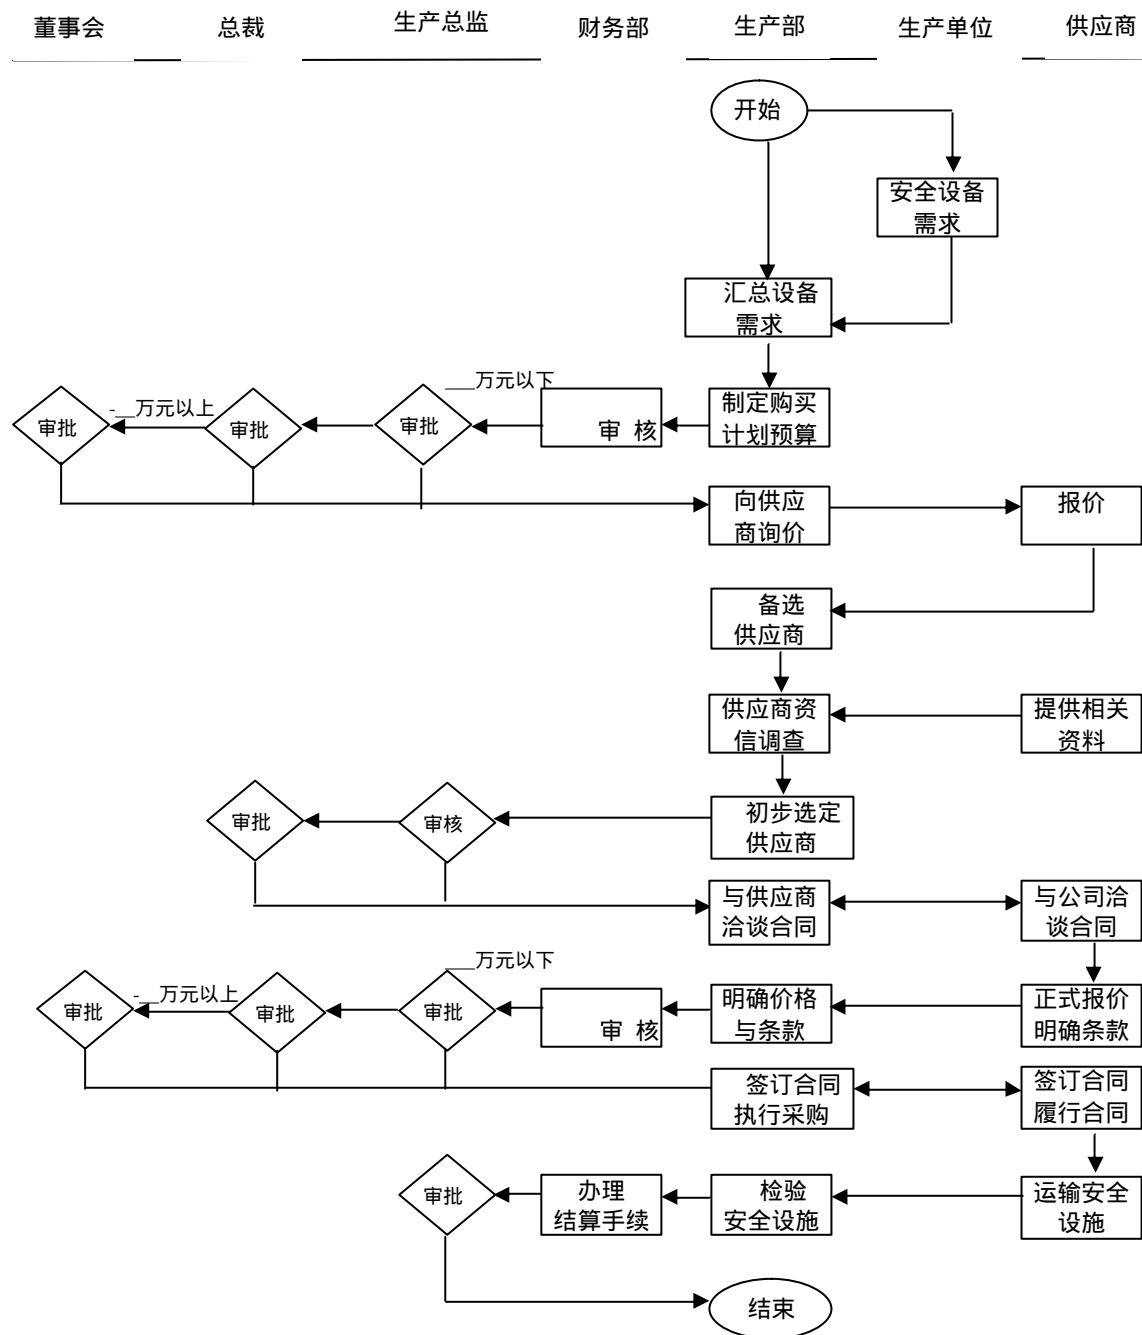 董事会
总裁
生产总监
财务部
生产部
生产单位
供应商
开始
安全设备
需求
汇总设备
需求
___万元以下
制定购买
计划预算
审 核
审批
审批
-__万元以上
审批
向供应
商询价
报价
备选
供应商
供应商资
信调查
提供相关
资料
初步选定
供应商
审核
审批
与供应商
洽谈合同
与公司洽
谈合同
___万元以下
正式报价
明确条款
明确价格
与条款
审 核
审批
审批
-__万元以上
审批
签订合同
执行采购
签订合同
履行合同
运输安全
设施
检验
安全设施
办理
结算手续
审批
结束